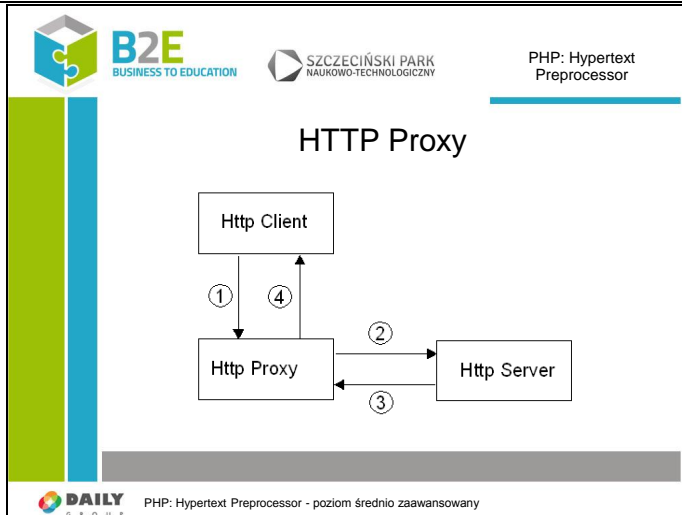 B2E
BUSINESS TO EDUCATION
SZCZECIŃSKI PARK
NAUKOWO-TECHNOLOGICZNY
PHP: Hypertext
Preprocessor
HTTP Proxy
Http Client
1
4
Http Proxy
2
3
Http Server
DAILY
PHP: Hypertext Preprocessor - poziom średnio zaawansowany